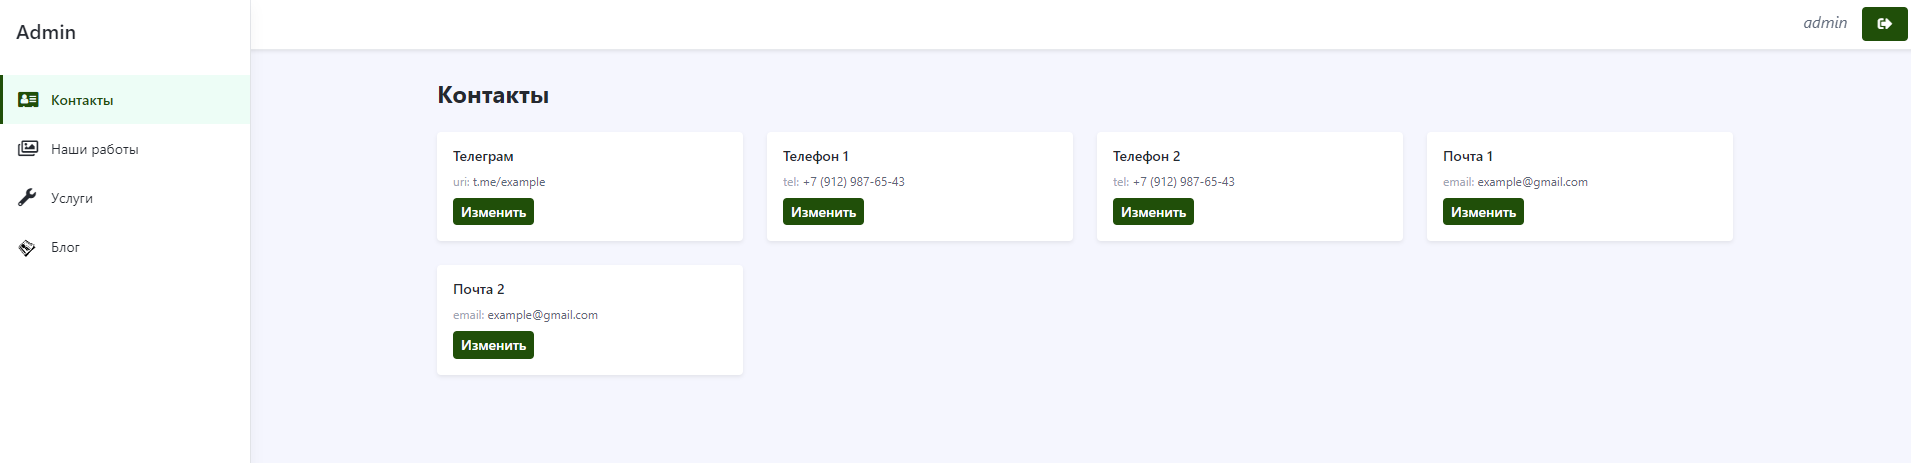 Admin
admin
Контакты
Наши работы
Услуги
Блог
Контакты
Телеграм
uri: t.me/example
Изменить
Телефон 1
tel: +7 (912) 987-65-43
Изменить
Телефон 2
tel: +7 (912) 987-65-43
Изменить
Почта 1
email: example@gmail.com
Изменить
Почта 2
email: example@gmail.com
Изменить